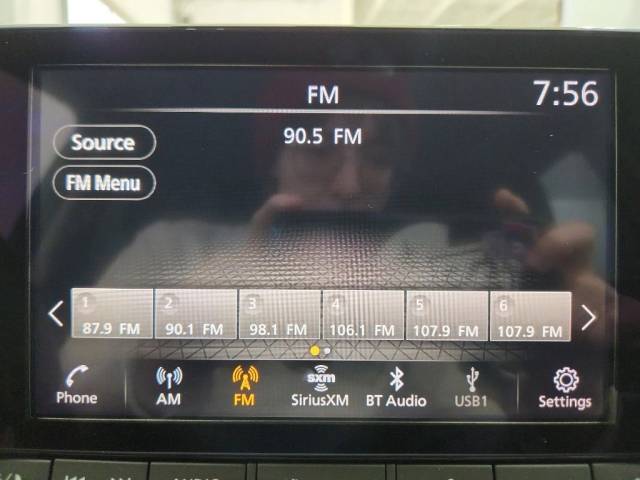 FM
7:56
90.5 FM
Source
FM Menu
1
87.9 FM
2
90.1 FM
3
98.1 FM
4
106.1 FM
5
107.9 FM
6
107.9 FM
Phone
AM
FM
sxm
SiriusXM
BT Audio
USB1
Settings